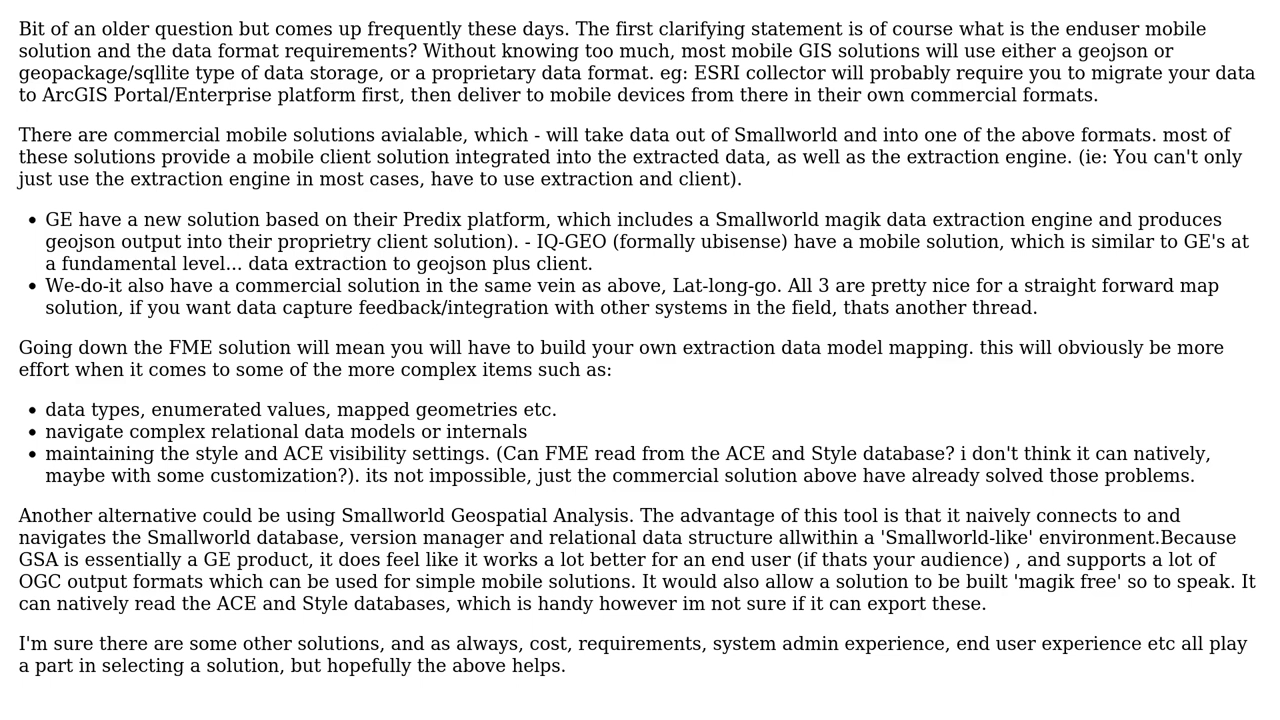 Bit of an older question but comes up frequently these days. The first clarifying statement is of course what is the enduser mobile
solution and the data format requirements? Without knowing too much, most mobile GIS solutions will use either a geojson or
geopackage/sqllite type of data storage, or a proprietary data format. eg: ESRI collector will probably require you to migrate your data
to ArcGIS Portal/Enterprise platform first, then deliver to mobile devices from there in their own commercial formats.
There are commercial mobile solutions avialable, which - will take data out of Smallworld and into one of the above formats. most of
these solutions provide a mobile client solution integrated into the extracted data, as well as the extraction engine. (ie: You can't only
just use the extraction engine in most cases, have to use extraction and client).
• GE have a new solution based on their Predix platform, which includes a Smallworld magik data extraction engine and produces
geojson output into their proprietry client solution). - IQ-GEO (formally ubisense) have a mobile solution, which is similar to GE's at
a fundamental level... data extraction to geojson plus client.
• We-do-it also have a commercial solution in the same vein as above, Lat-long-go. All 3 are pretty nice for a straight forward map
solution, if you want data capture feedback/integration with other systems in the field, thats another thread.
Going down the FME solution will mean you will have to build your own extraction data model mapping. this will obviously be more
effort when it comes to some of the more complex items such as:
• data types, enumerated values, mapped geometries etc.
• navigate complex relational data models or internals
• maintaining the style and ACE visibility settings. (Can FME read from the ACE and Style database? i don't think it can natively,
maybe with some customization?). its not impossible, just the commercial solution above have already solved those problems.
Another alternative could be using Smallworld Geospatial Analysis. The advantage of this tool is that it naively connects to and
navigates the Smallworld database, version manager and relational data structure allwithin a 'Smallworld-like' environment.Because
GSA is essentially a GE product, it does feel like it works a lot better for an end user (if thats your audience) , and supports a lot of
OGC output formats which can be used for simple mobile solutions. It would also allow a solution to be built 'magik free' so to speak. It
can natively read the ACE and Style databases, which is handy however im not sure if it can export these.
I'm sure there are some other solutions, and as always, cost, requirements, system admin experience, end user experience etc all play
a part in selecting a solution, but hopefully the above helps.